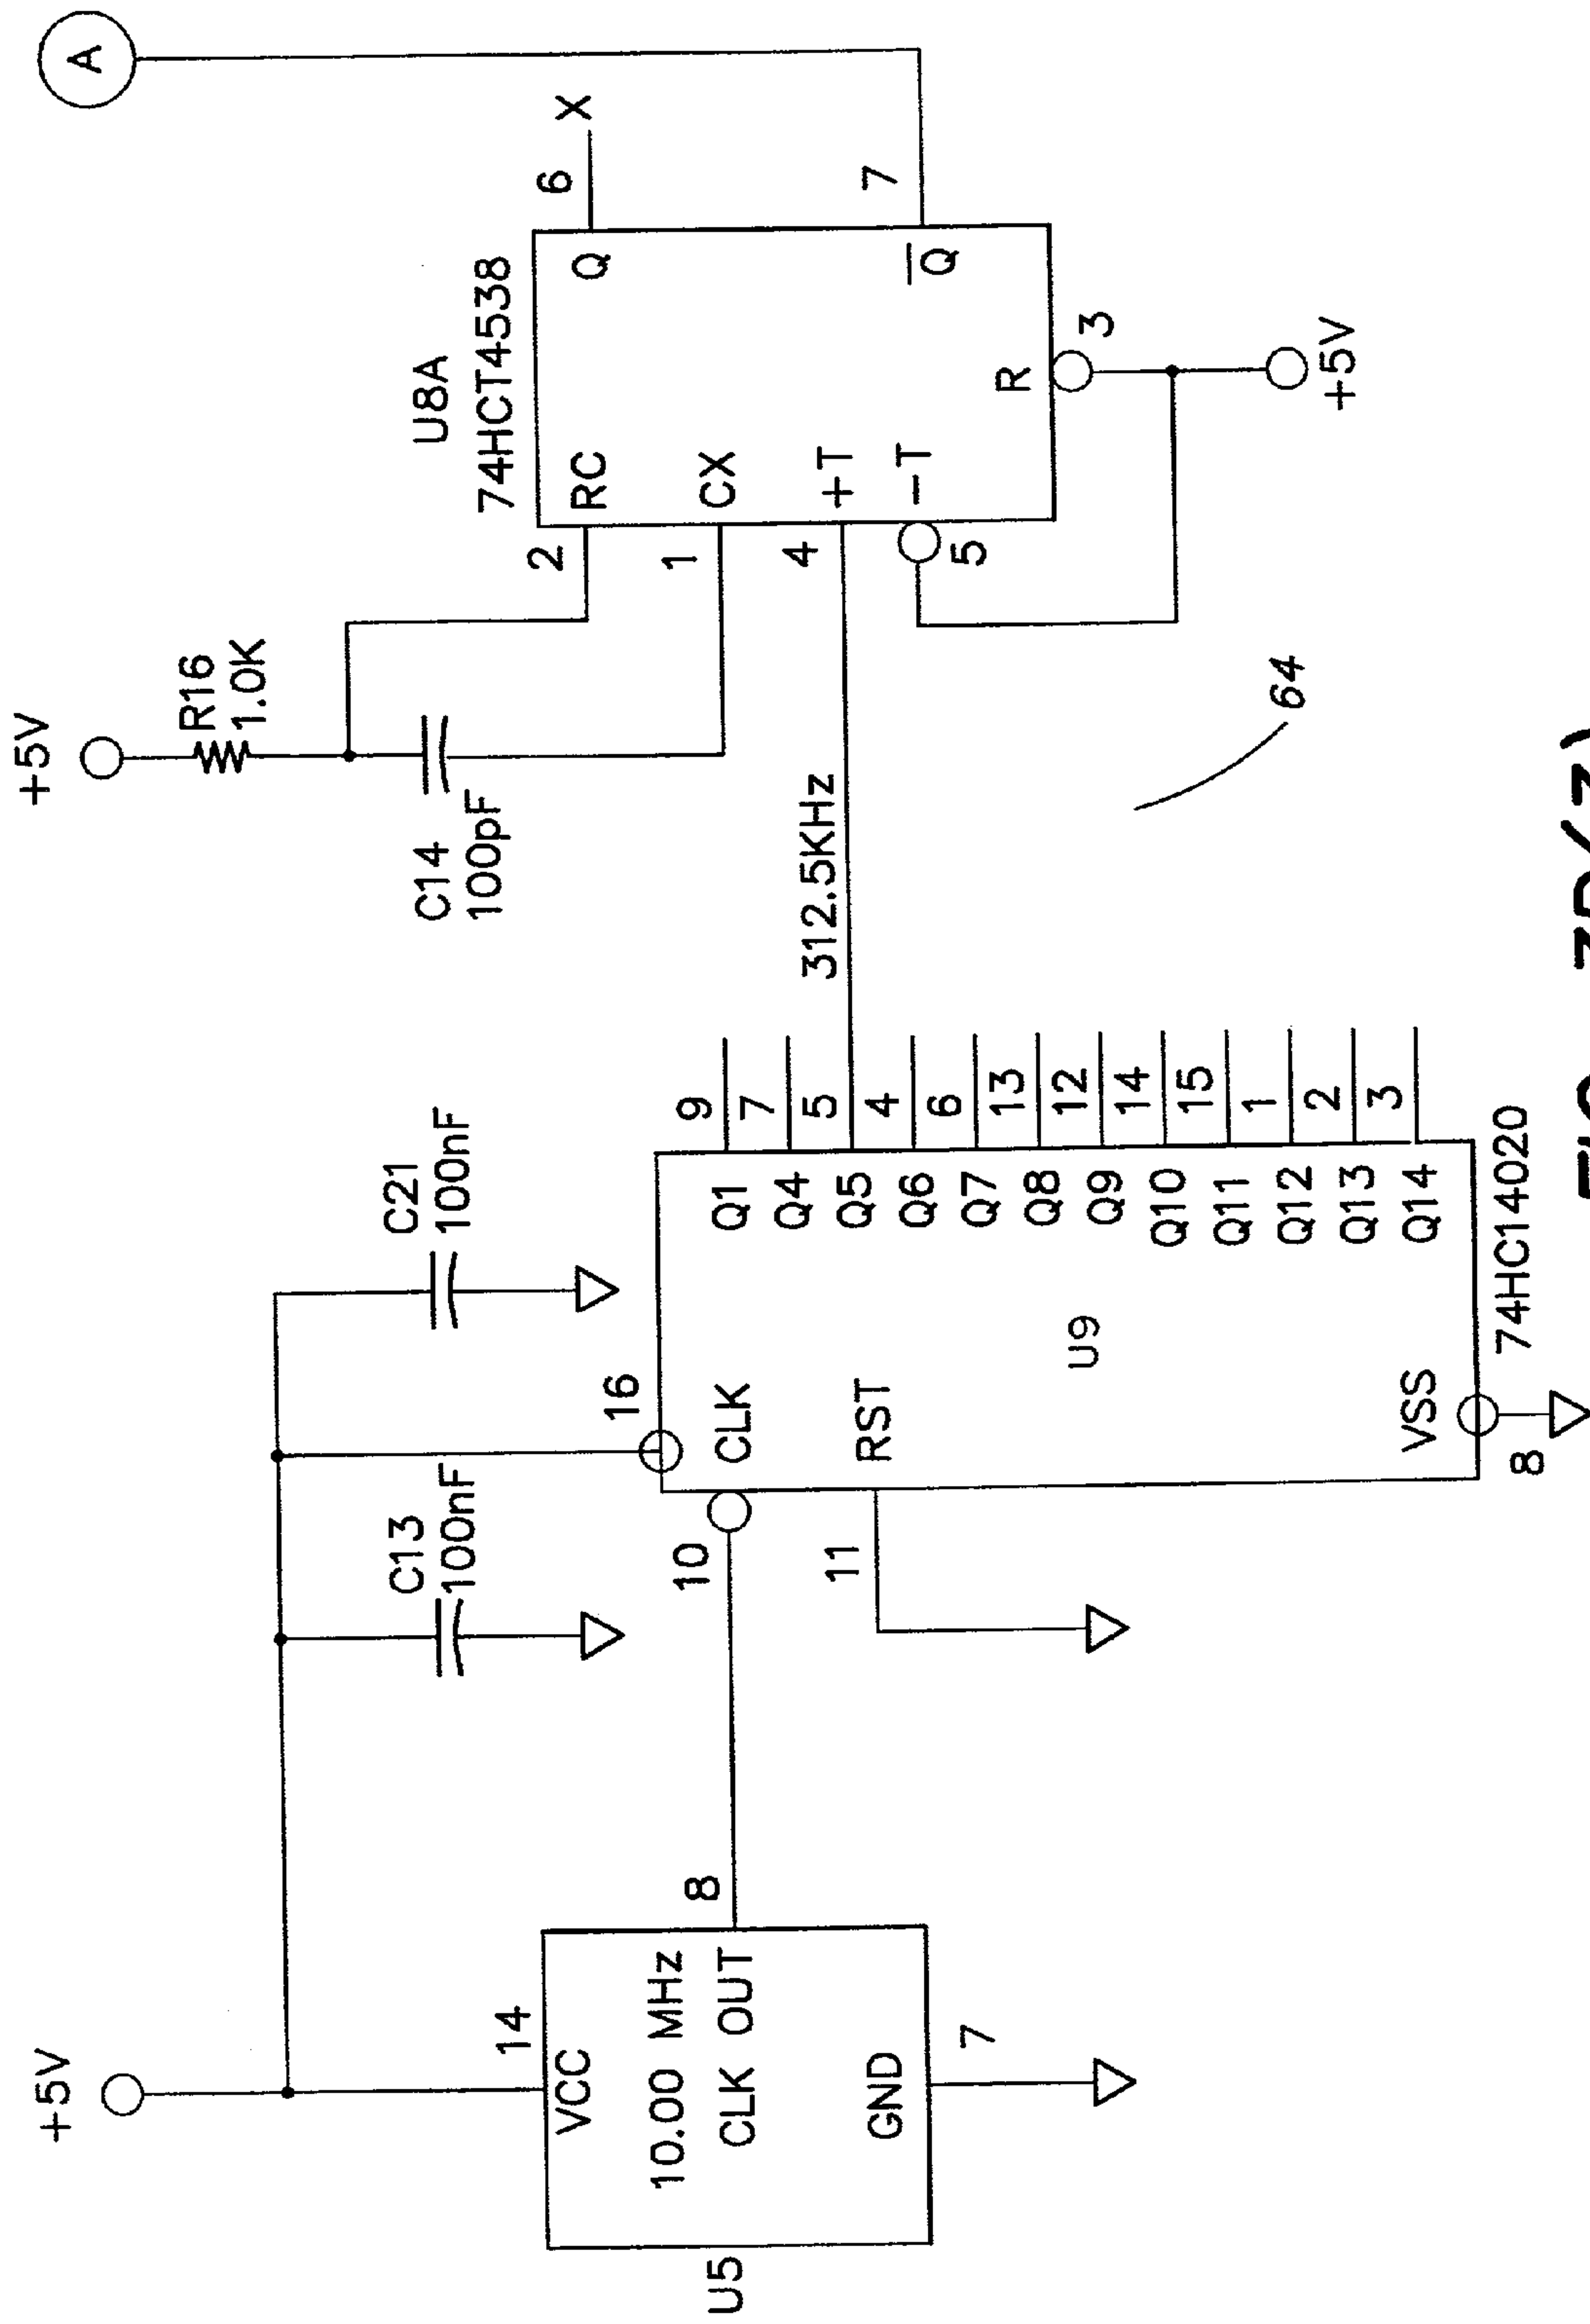 +5V
VCC
14
10.00 MHz
CLK OUT
8
GND
7
U5
C13
100nF
C21
100nF
16
10
CLK
11
RST
U9
VSS
8
74HC14020
Q1
9
Q4
7
Q5
5
Q6
4
Q7
6
Q8
13
Q9
12
Q10
14
Q11
15
Q12
1
Q13
2
Q14
3
312.5KHz
+5V
R16
1.0K
C14
100pF
U8A
74HCT4538
2
RC
1
CX
4
+T
5
-T
R
3
+5V
Q
6
X
Q
7
A
64